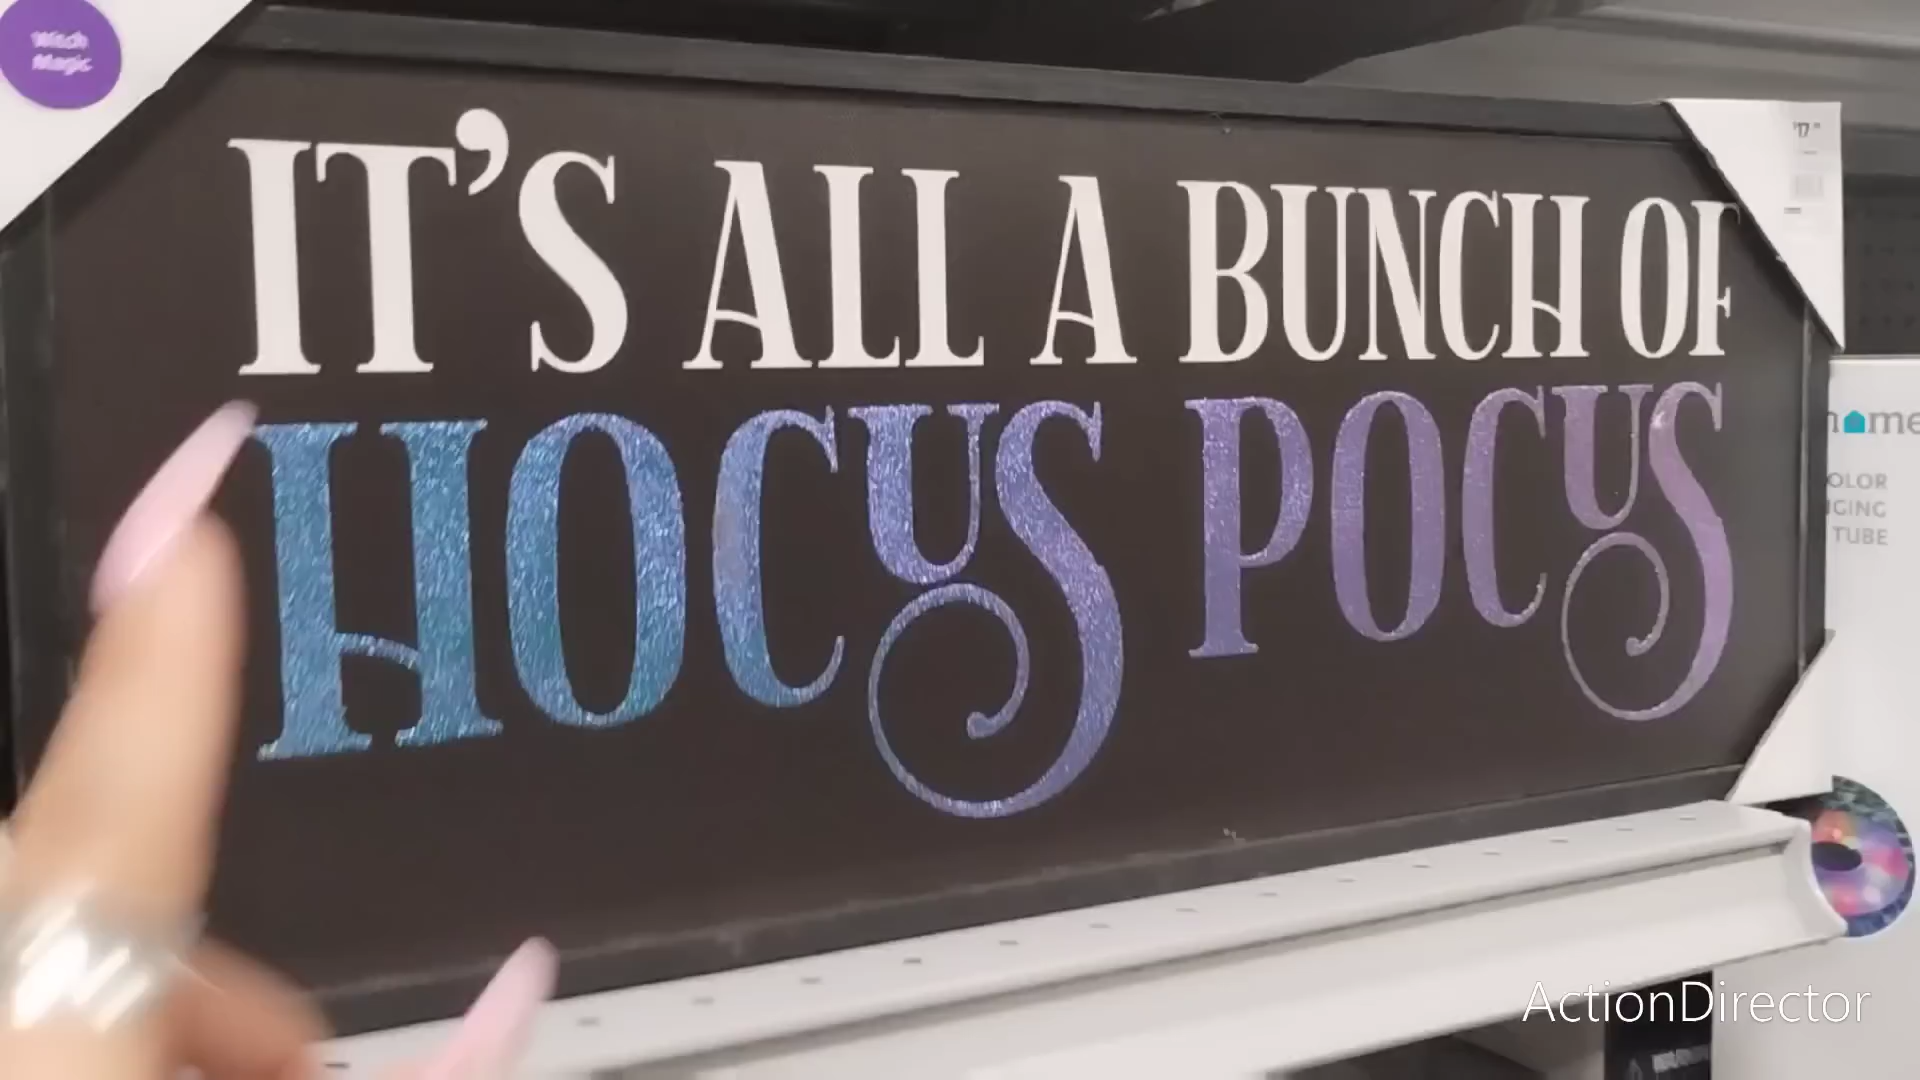 Witch
Magic
IT'S ALL A BUNCH OF
HOCUS POCUS
ActionDirector